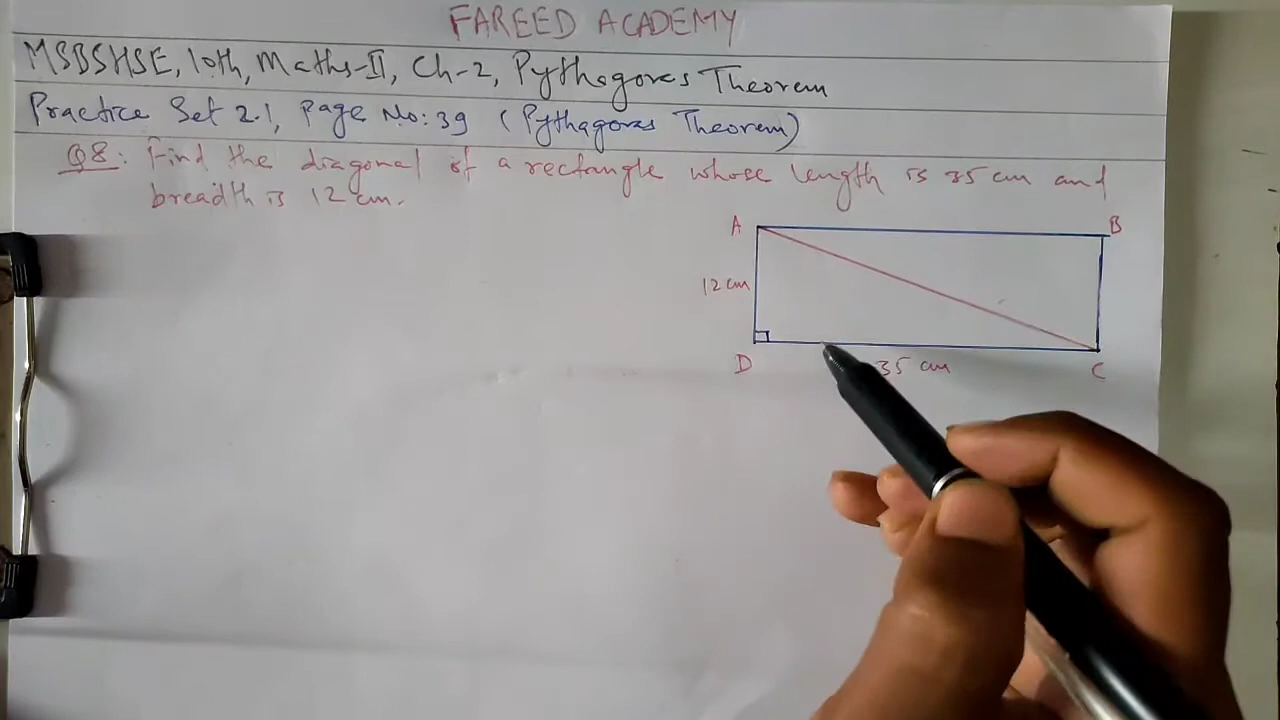 FAREED ACADEMY
MSBSHSE, 10th, Maths-II, Ch-2, Pythagoras Theorem
Practice Set 2.1, Page No: 39 (Pythagoras Theorem)
Q8: Find the diagonal of a rectangle whose length is 35 cm and
breadth is 12 cm.
A B
12 cm
D 35 cm C